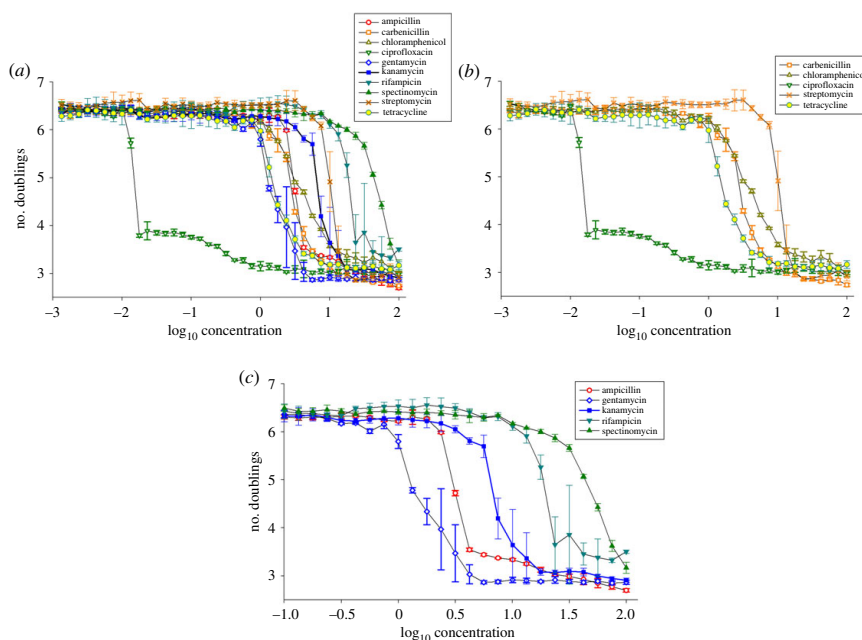 ampicillin
carbenicillin
chloramphenicol
ciprofloxacin
gentamycin
kanamycin
rifampicin
spectinomycin
streptomycin
tetracycline
(a)
7
6
5
4
3
no. doublings
−3
−2
−1
0
1
2
log10 concentration
carbenicillin
chloramphenicol
ciprofloxacin
streptomycin
tetracycline
(b)
7
6
5
4
3
−3
−2
−1
0
1
2
log10 concentration
(c)
ampicillin
gentamycin
kanamycin
rifampicin
spectinomycin
7
6
5
4
3
no. doublings
−1.0
−0.5
0
0.5
1.0
1.5
2.0
log10 concentration